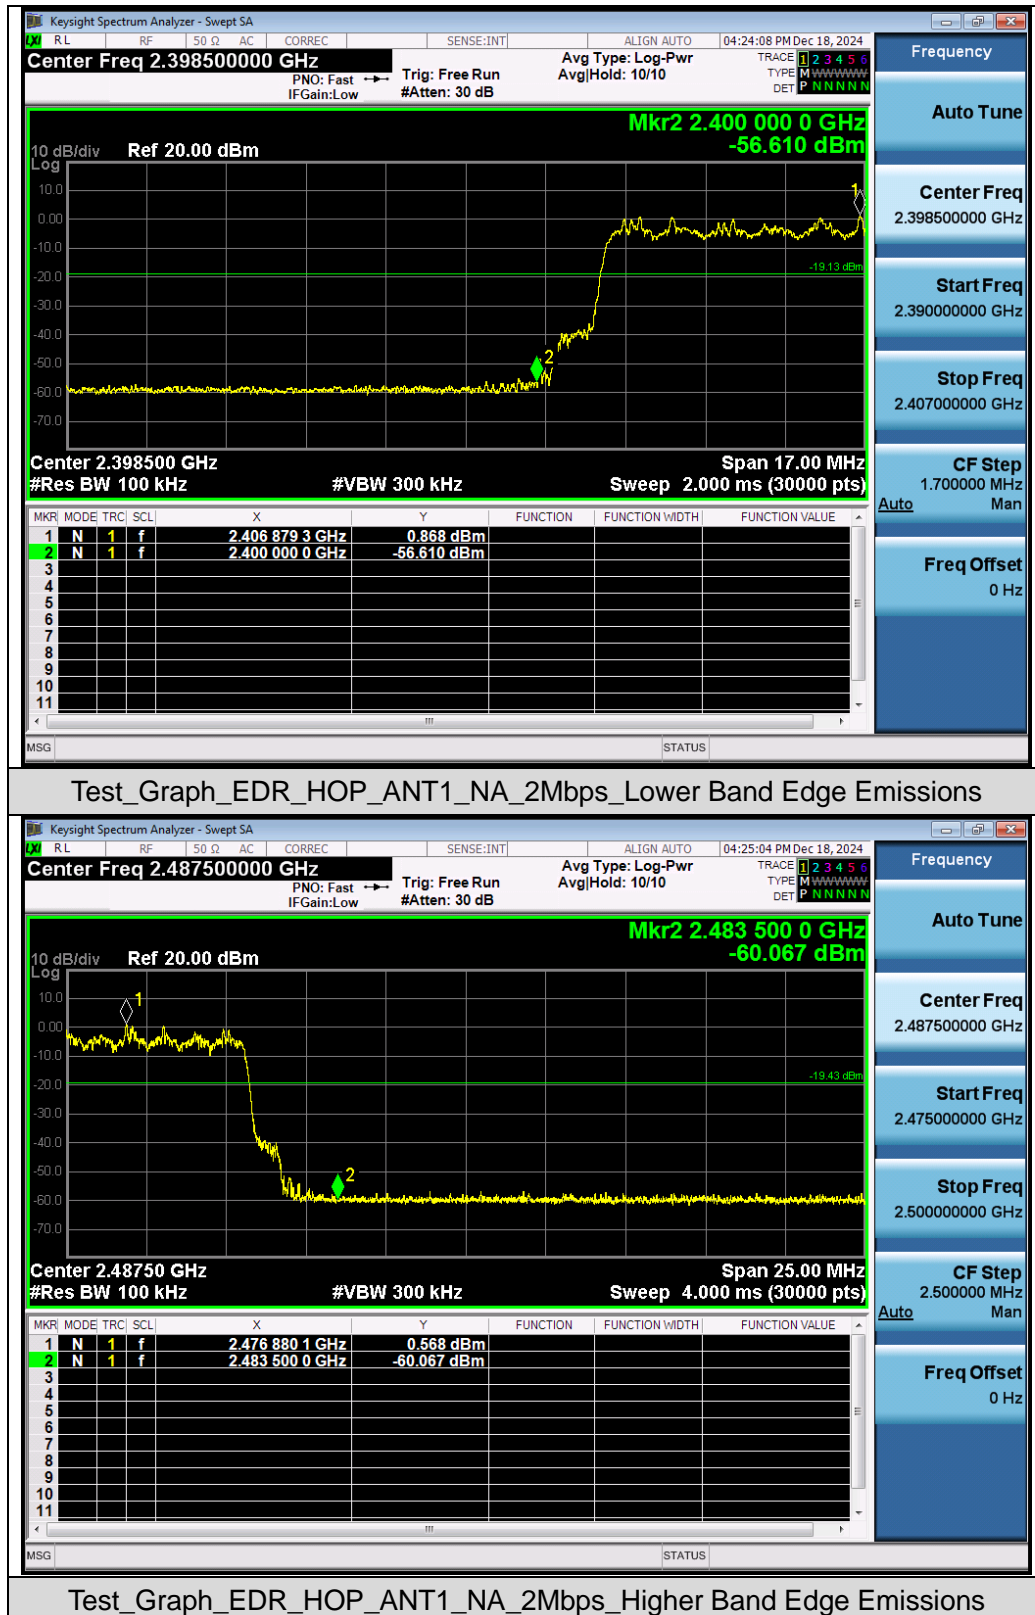 Keysight Spectrum Analyzer - Swept SA
LXI RL RF 50 Ω AC CORREC SENSE:INT ALIGN AUTO 04:24:08 PM Dec 18, 2024
Center Freq 2.398500000 GHz
PNO: Fast
IFGain:Low
Trig: Free Run
#Atten: 30 dB
Avg Type: Log-Pwr
Avg|Hold: 10/10
TRACE 1 2 3 4 5 6
TYPE M WWWWW
DET P N N N N N
Mkr2 2.400 000 0 GHz
-56.610 dBm
10 dB/div Ref 20.00 dBm
Log
10.0
0.00
-10.0
-20.0
-30.0
-40.0
-50.0
-60.0
-70.0
1
-19.13 dBm
2
Center 2.398500 GHz Span 17.00 MHz
#Res BW 100 kHz #VBW 300 kHz Sweep 2.000 ms (30000 pts)
MKR MODE TRC SCL X Y FUNCTION FUNCTION WIDTH FUNCTION VALUE
1 N 1 f 2.406 879 3 GHz 0.868 dBm
2 N 1 f 2.400 000 0 GHz -56.610 dBm
3
4
5
6
7
8
9
10
11
MSG STATUS
Frequency
Auto Tune
Center Freq
2.398500000 GHz
Start Freq
2.390000000 GHz
Stop Freq
2.407000000 GHz
CF Step
1.700000 MHz
Auto Man
Freq Offset
0 Hz
Test_Graph_EDR_HOP_ANT1_NA_2Mbps_Lower Band Edge Emissions
Keysight Spectrum Analyzer - Swept SA
LXI RL RF 50 Ω AC CORREC SENSE:INT ALIGN AUTO 04:25:04 PM Dec 18, 2024
Center Freq 2.487500000 GHz
PNO: Fast
IFGain:Low
Trig: Free Run
#Atten: 30 dB
Avg Type: Log-Pwr
Avg|Hold: 10/10
TRACE 1 2 3 4 5 6
TYPE M WWWWW
DET P N N N N N
Mkr2 2.483 500 0 GHz
-60.067 dBm
10 dB/div Ref 20.00 dBm
Log
10.0
0.00
-10.0
-20.0
-30.0
-40.0
-50.0
-60.0
-70.0
1
-19.43 dBm
2
Center 2.48750 GHz Span 25.00 MHz
#Res BW 100 kHz #VBW 300 kHz Sweep 4.000 ms (30000 pts)
MKR MODE TRC SCL X Y FUNCTION FUNCTION WIDTH FUNCTION VALUE
1 N 1 f 2.476 880 1 GHz 0.568 dBm
2 N 1 f 2.483 500 0 GHz -60.067 dBm
3
4
5
6
7
8
9
10
11
MSG STATUS
Frequency
Auto Tune
Center Freq
2.487500000 GHz
Start Freq
2.475000000 GHz
Stop Freq
2.500000000 GHz
CF Step
2.500000 MHz
Auto Man
Freq Offset
0 Hz
Test_Graph_EDR_HOP_ANT1_NA_2Mbps_Higher Band Edge Emissions